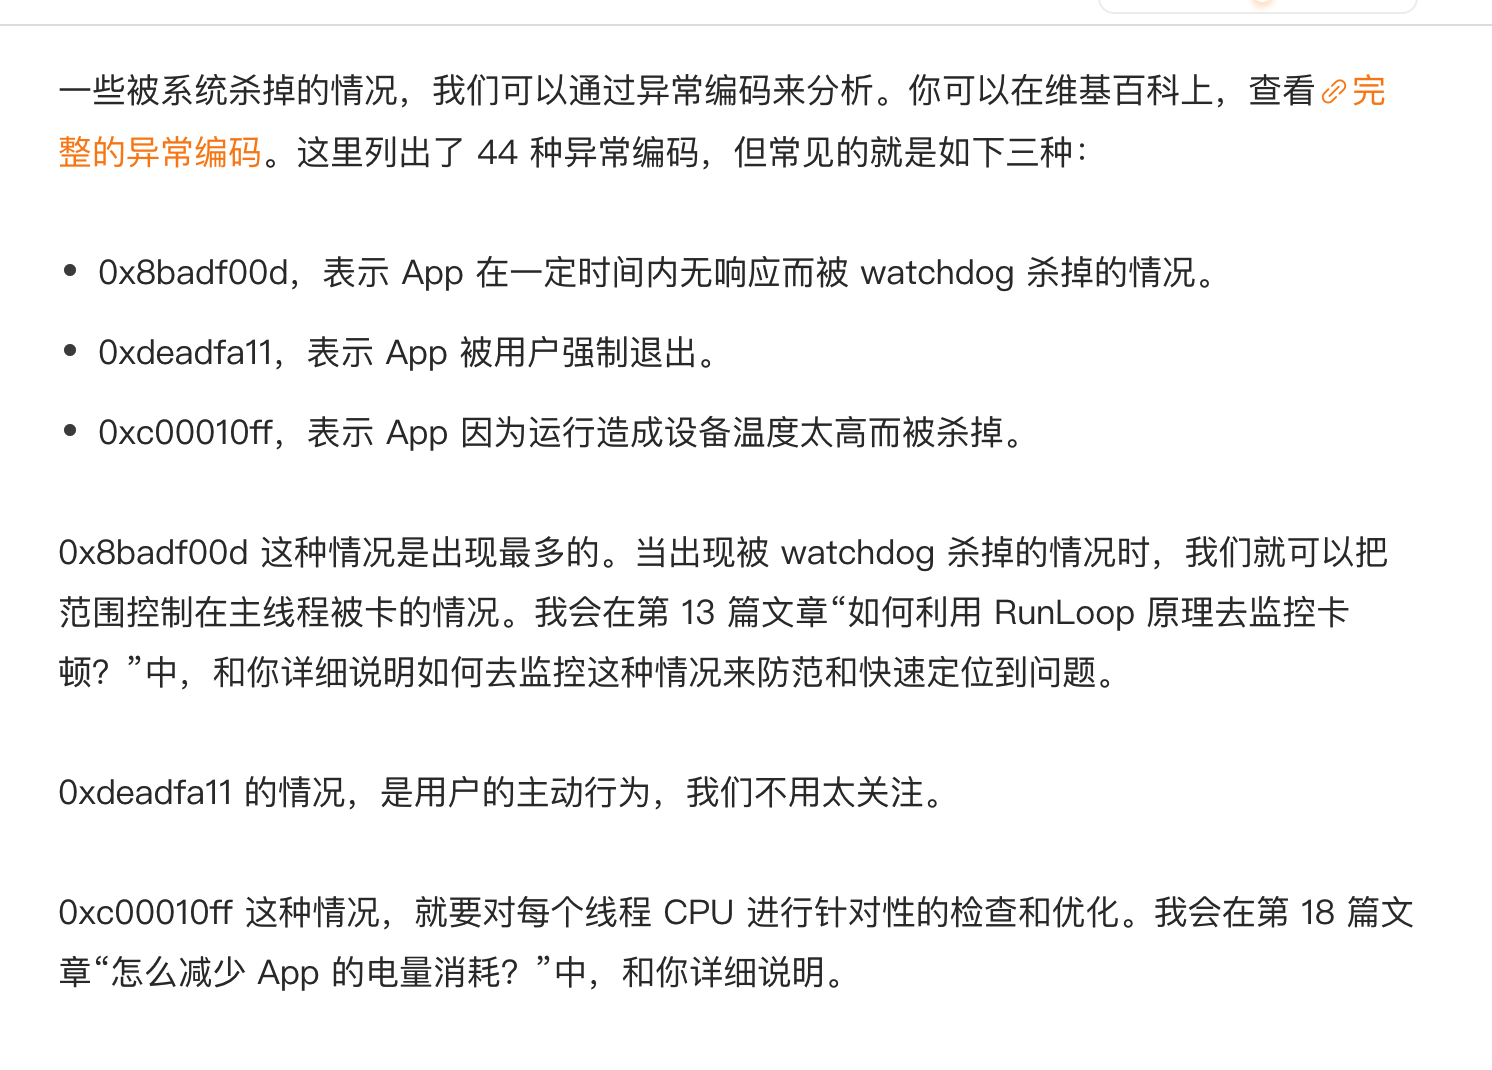 一些被系统杀掉的情况，我们可以通过异常编码来分析。你可以在维基百科上，查看完
整的异常编码。这里列出了 44 种异常编码，但常见的就是如下三种：
• 0x8badf00d，表示 App 在一定时间内无响应而被 watchdog 杀掉的情况。
• 0xdeadfa11，表示 App 被用户强制退出。
• 0xc00010ff，表示 App 因为运行造成设备温度太高而被杀掉。
0x8badf00d 这种情况是出现最多的。当出现被 watchdog 杀掉的情况时，我们就可以把
范围控制在主线程被卡的情况。我会在第 13 篇文章“如何利用 RunLoop 原理去监控卡
顿？”中，和你详细说明如何去监控这种情况来防范和快速定位到问题。
0xdeadfa11 的情况，是用户的主动行为，我们不用太关注。
0xc00010ff 这种情况，就要对每个线程 CPU 进行针对性的检查和优化。我会在第 18 篇文
章“怎么减少 App 的电量消耗？”中，和你详细说明。